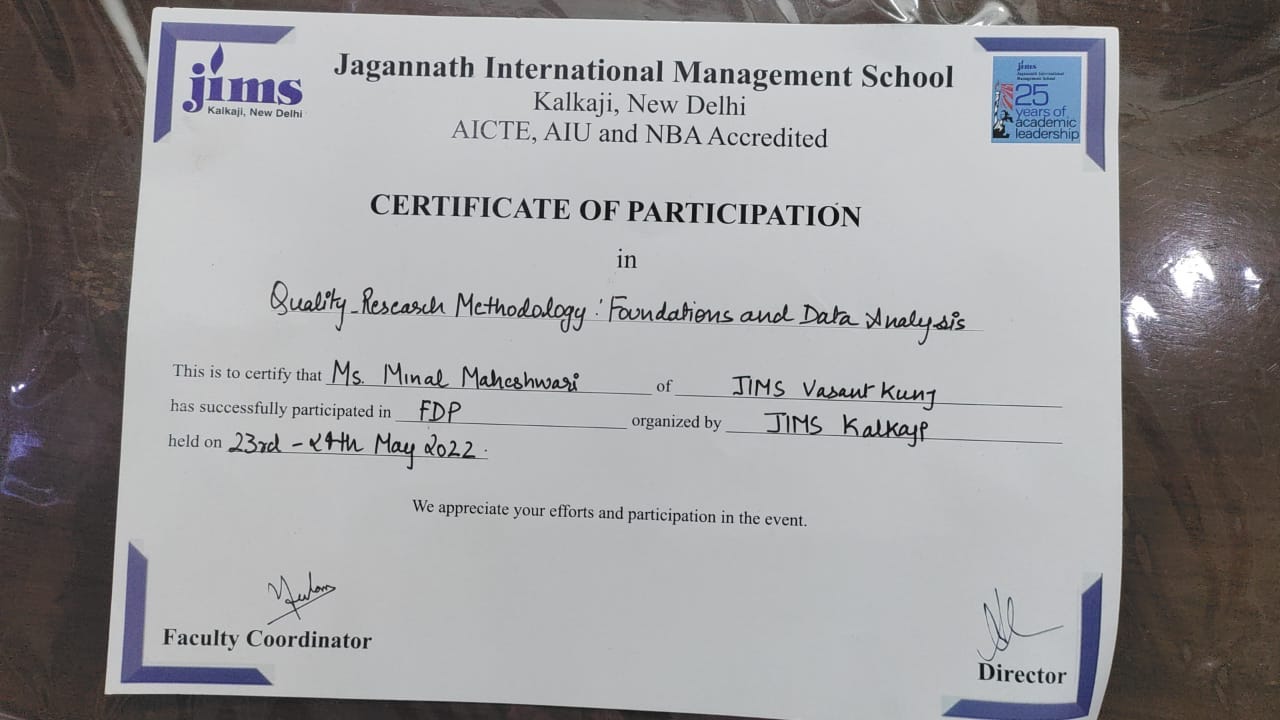 jims
Kalkaji, New Delhi
Jagannath International Management School
Kalkaji, New Delhi
AICTE, AIU and NBA Accredited
jims
Jagannath International
Management School
25
years of
academic
leadership
CERTIFICATE OF PARTICIPATION
in
Quality Research Methodology : Foundations and Data Analysis
This is to certify that Ms. Minal Maheshwari of JIMS Vasant Kunj
has successfully participated in FDP organized by JIMS Kalkaji
held on 23rd - 24th May 2022.
We appreciate your efforts and participation in the event.
Faculty Coordinator
Director